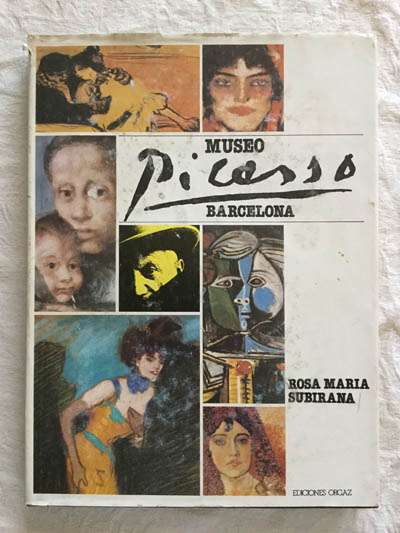 MUSEO
Picasso
BARCELONA
ROSA MARIA
SUBIRANA
EDICIONES ORGAZ